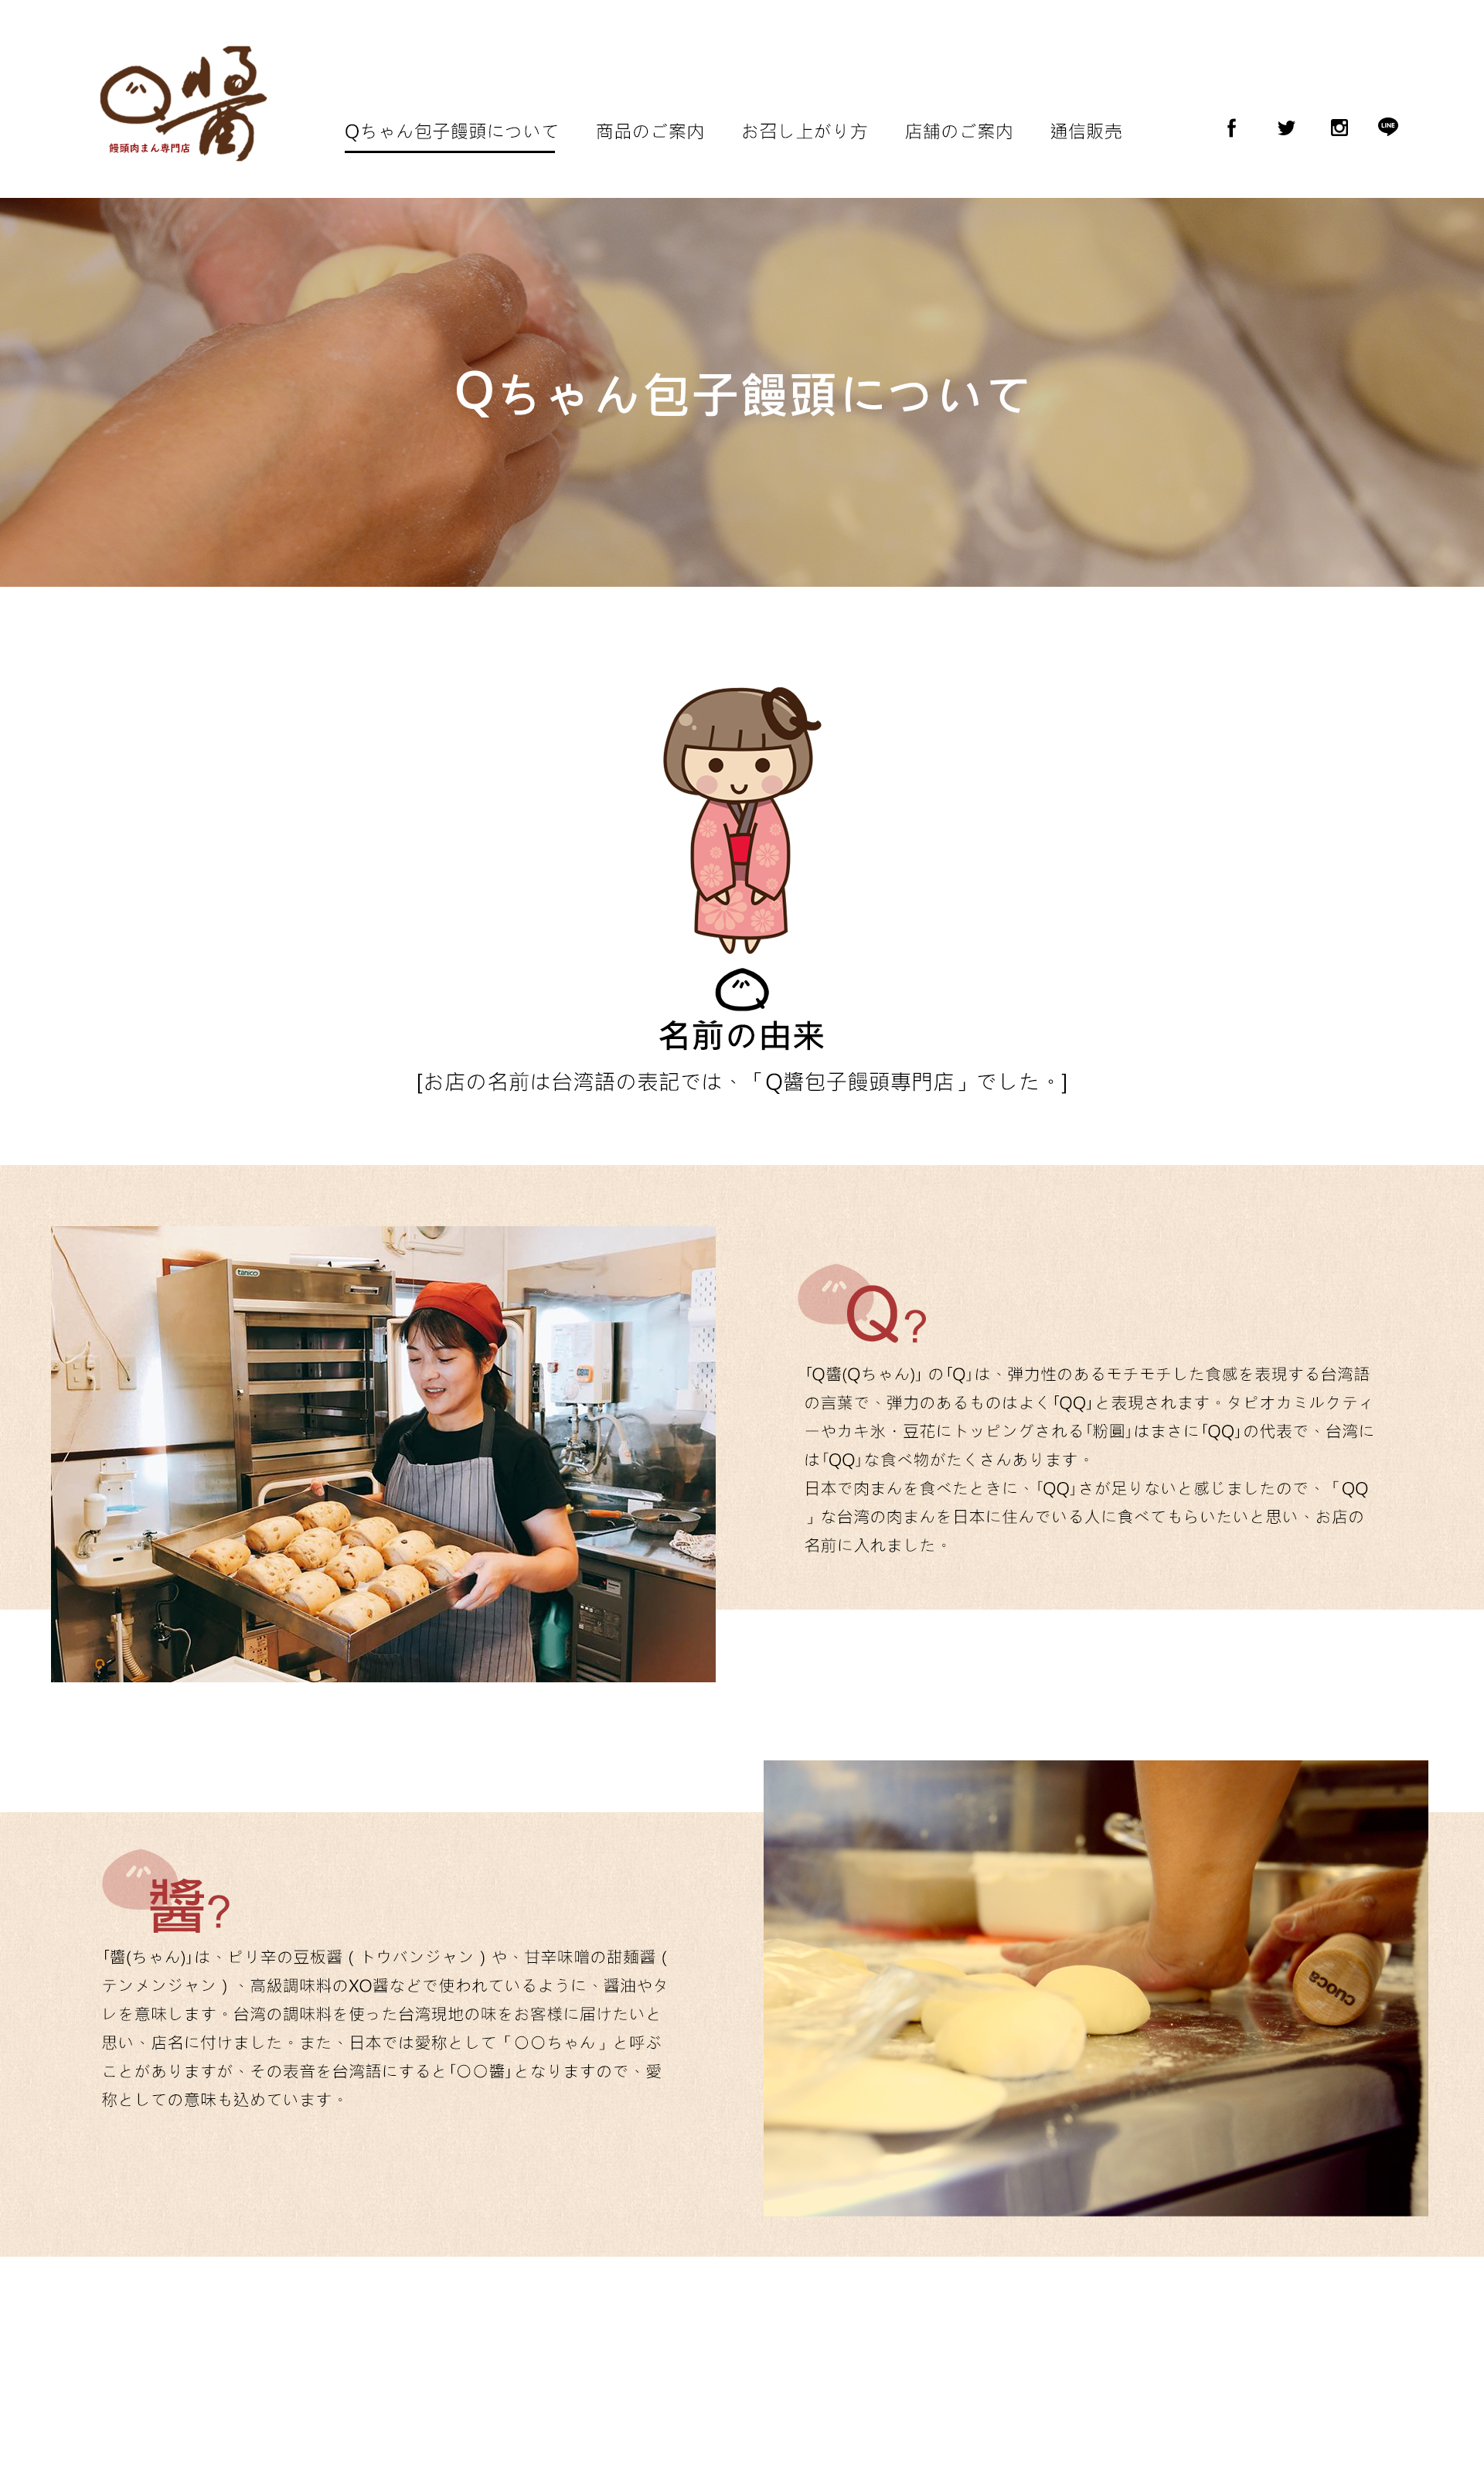 Q醬
饅頭肉まん専門店
Qちゃん包子饅頭について
商品のご案内
お召し上がり方
店舗のご案内
通信販売
LINE
Qちゃん包子饅頭について
名前の由来
[お店の名前は台湾語の表記では、「Q醬包子饅頭專門店」でした。]
tanico
Q?
「Q醬(Qちゃん)」の「Q」は、弾力性のあるモチモチした食感を表現する台湾語
の言葉で、弾力のあるものはよく「QQ」と表現されます。タピオカミルクティ
ーやカキ氷・豆花にトッピングされる「粉圓」はまさに「QQ」の代表で、台湾に
は「QQ」な食べ物がたくさんあります。
日本で肉まんを食べたときに、「QQ」さが足りないと感じましたので、「QQ
」な台湾の肉まんを日本に住んでいる人に食べてもらいたいと思い、お店の
名前に入れました。
醬?
「醬(ちゃん)」は、ピリ辛の豆板醤(トウバンジャン)や、甘辛味噌の甜麺醤(
テンメンジャン)、高級調味料のXO醤などで使われているように、醤油やタ
レを意味します。台湾の調味料を使った台湾現地の味をお客様に届けたいと
思い、店名に付けました。また、日本では愛称として「〇〇ちゃん」と呼ぶ
ことがありますが、その表音を台湾語にすると「〇〇醬」となりますので、愛
称としての意味も込めています。
cuoca